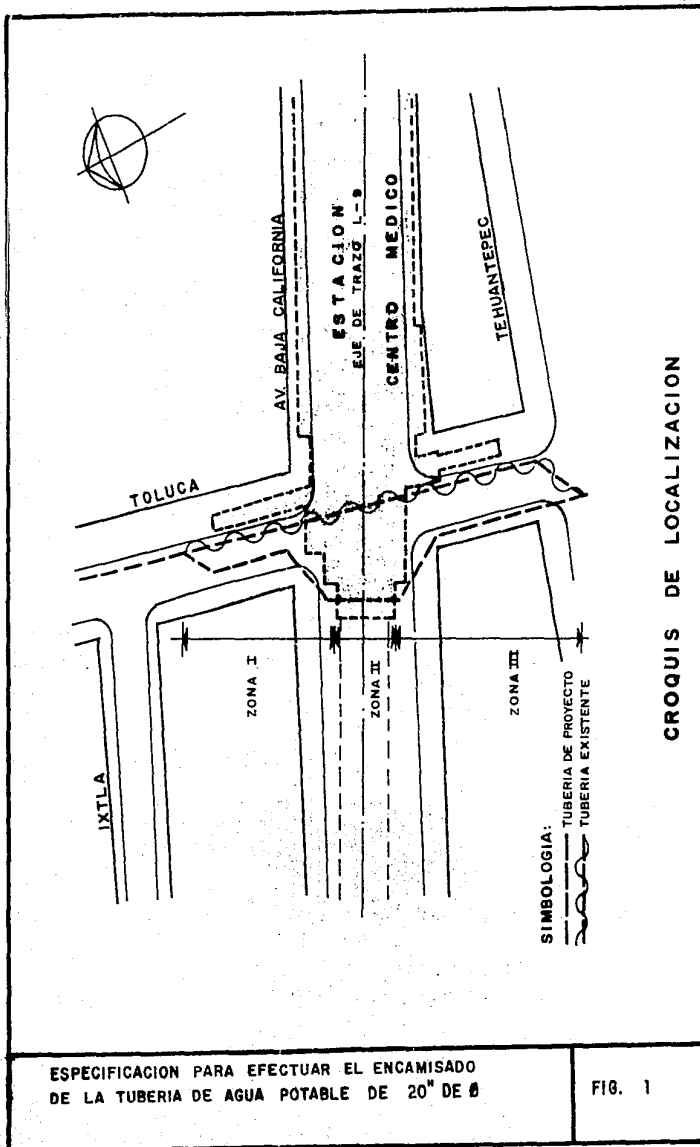 AV. BAJA CALIFORNIA
ESTACION
EJE DE TRAZO L-9
CENTRO MEDICO
TEHUANTEPEC
TOLUCA
IXTLA
ZONA I
ZONA II
ZONA III
SIMBOLOGIA:
TUBERIA DE PROYECTO
TUBERIA EXISTENTE
CROQUIS DE LOCALIZACION
ESPECIFICACION PARA EFECTUAR EL ENCAMISADO
DE LA TUBERIA DE AGUA POTABLE DE 20" DE Ø
FIG. 1